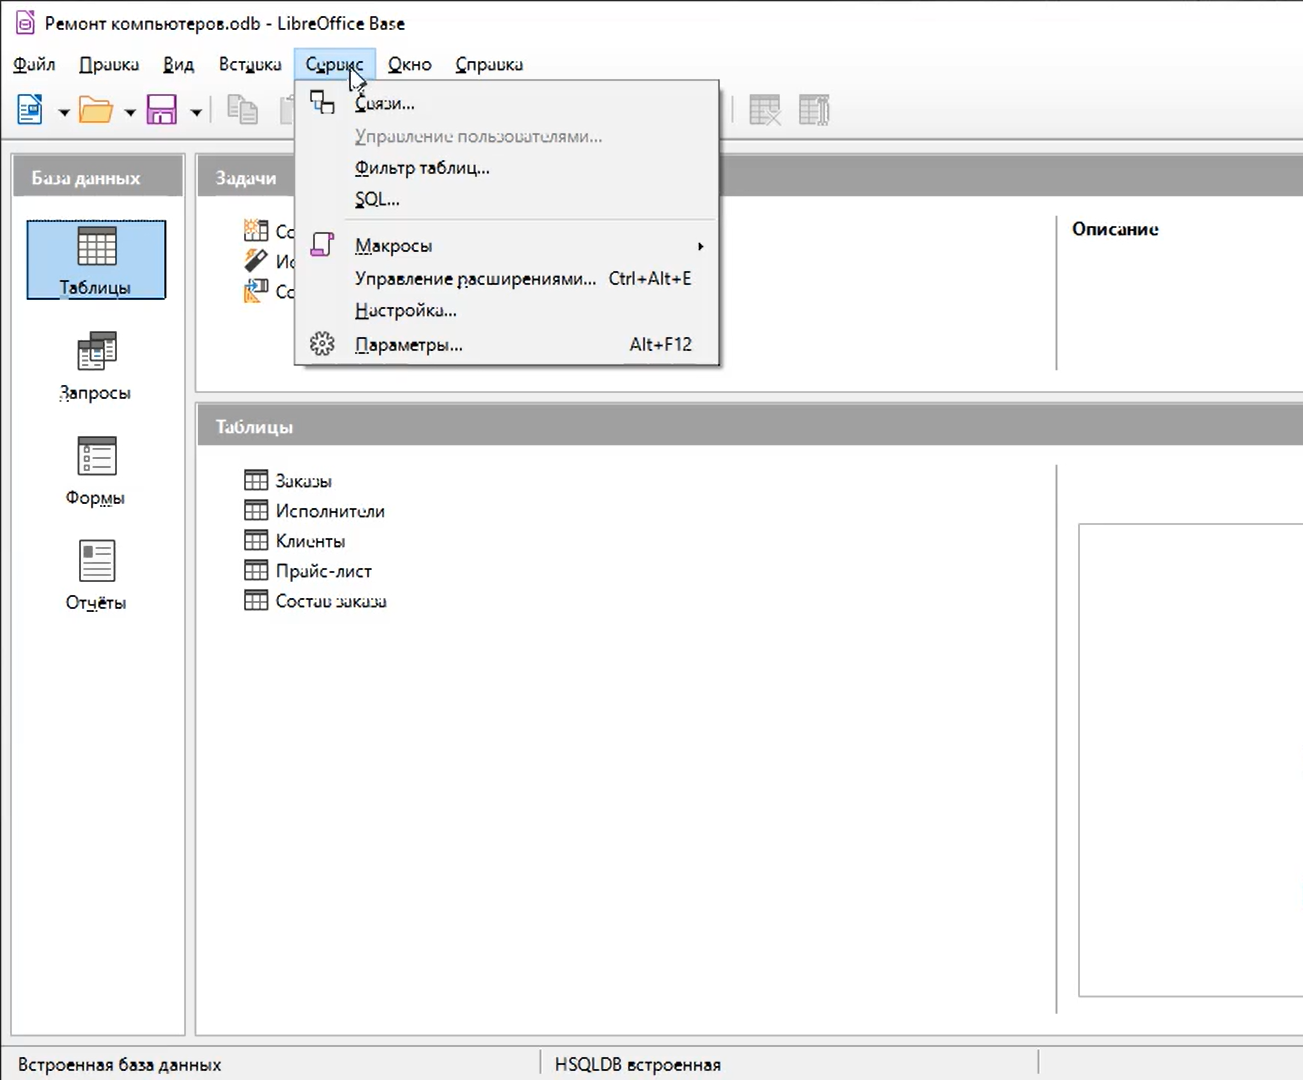 Ремонт компьютеров.odb - LibreOffice Base
Файл Правка Вид Вставка Сервис Окно Справка
Связи...
Управление пользователями...
Фильтр таблиц...
SQL...
Макросы
Управление расширениями... Ctrl+Alt+E
Настройка...
Параметры... Alt+F12
База данных
Таблицы
Запросы
Формы
Отчёты
Задачи
Со
Ис
Со
Описание
Таблицы
Заказы
Исполнители
Клиенты
Прайс-лист
Состав заказа
Встроенная база данных HSQLDB встроенная